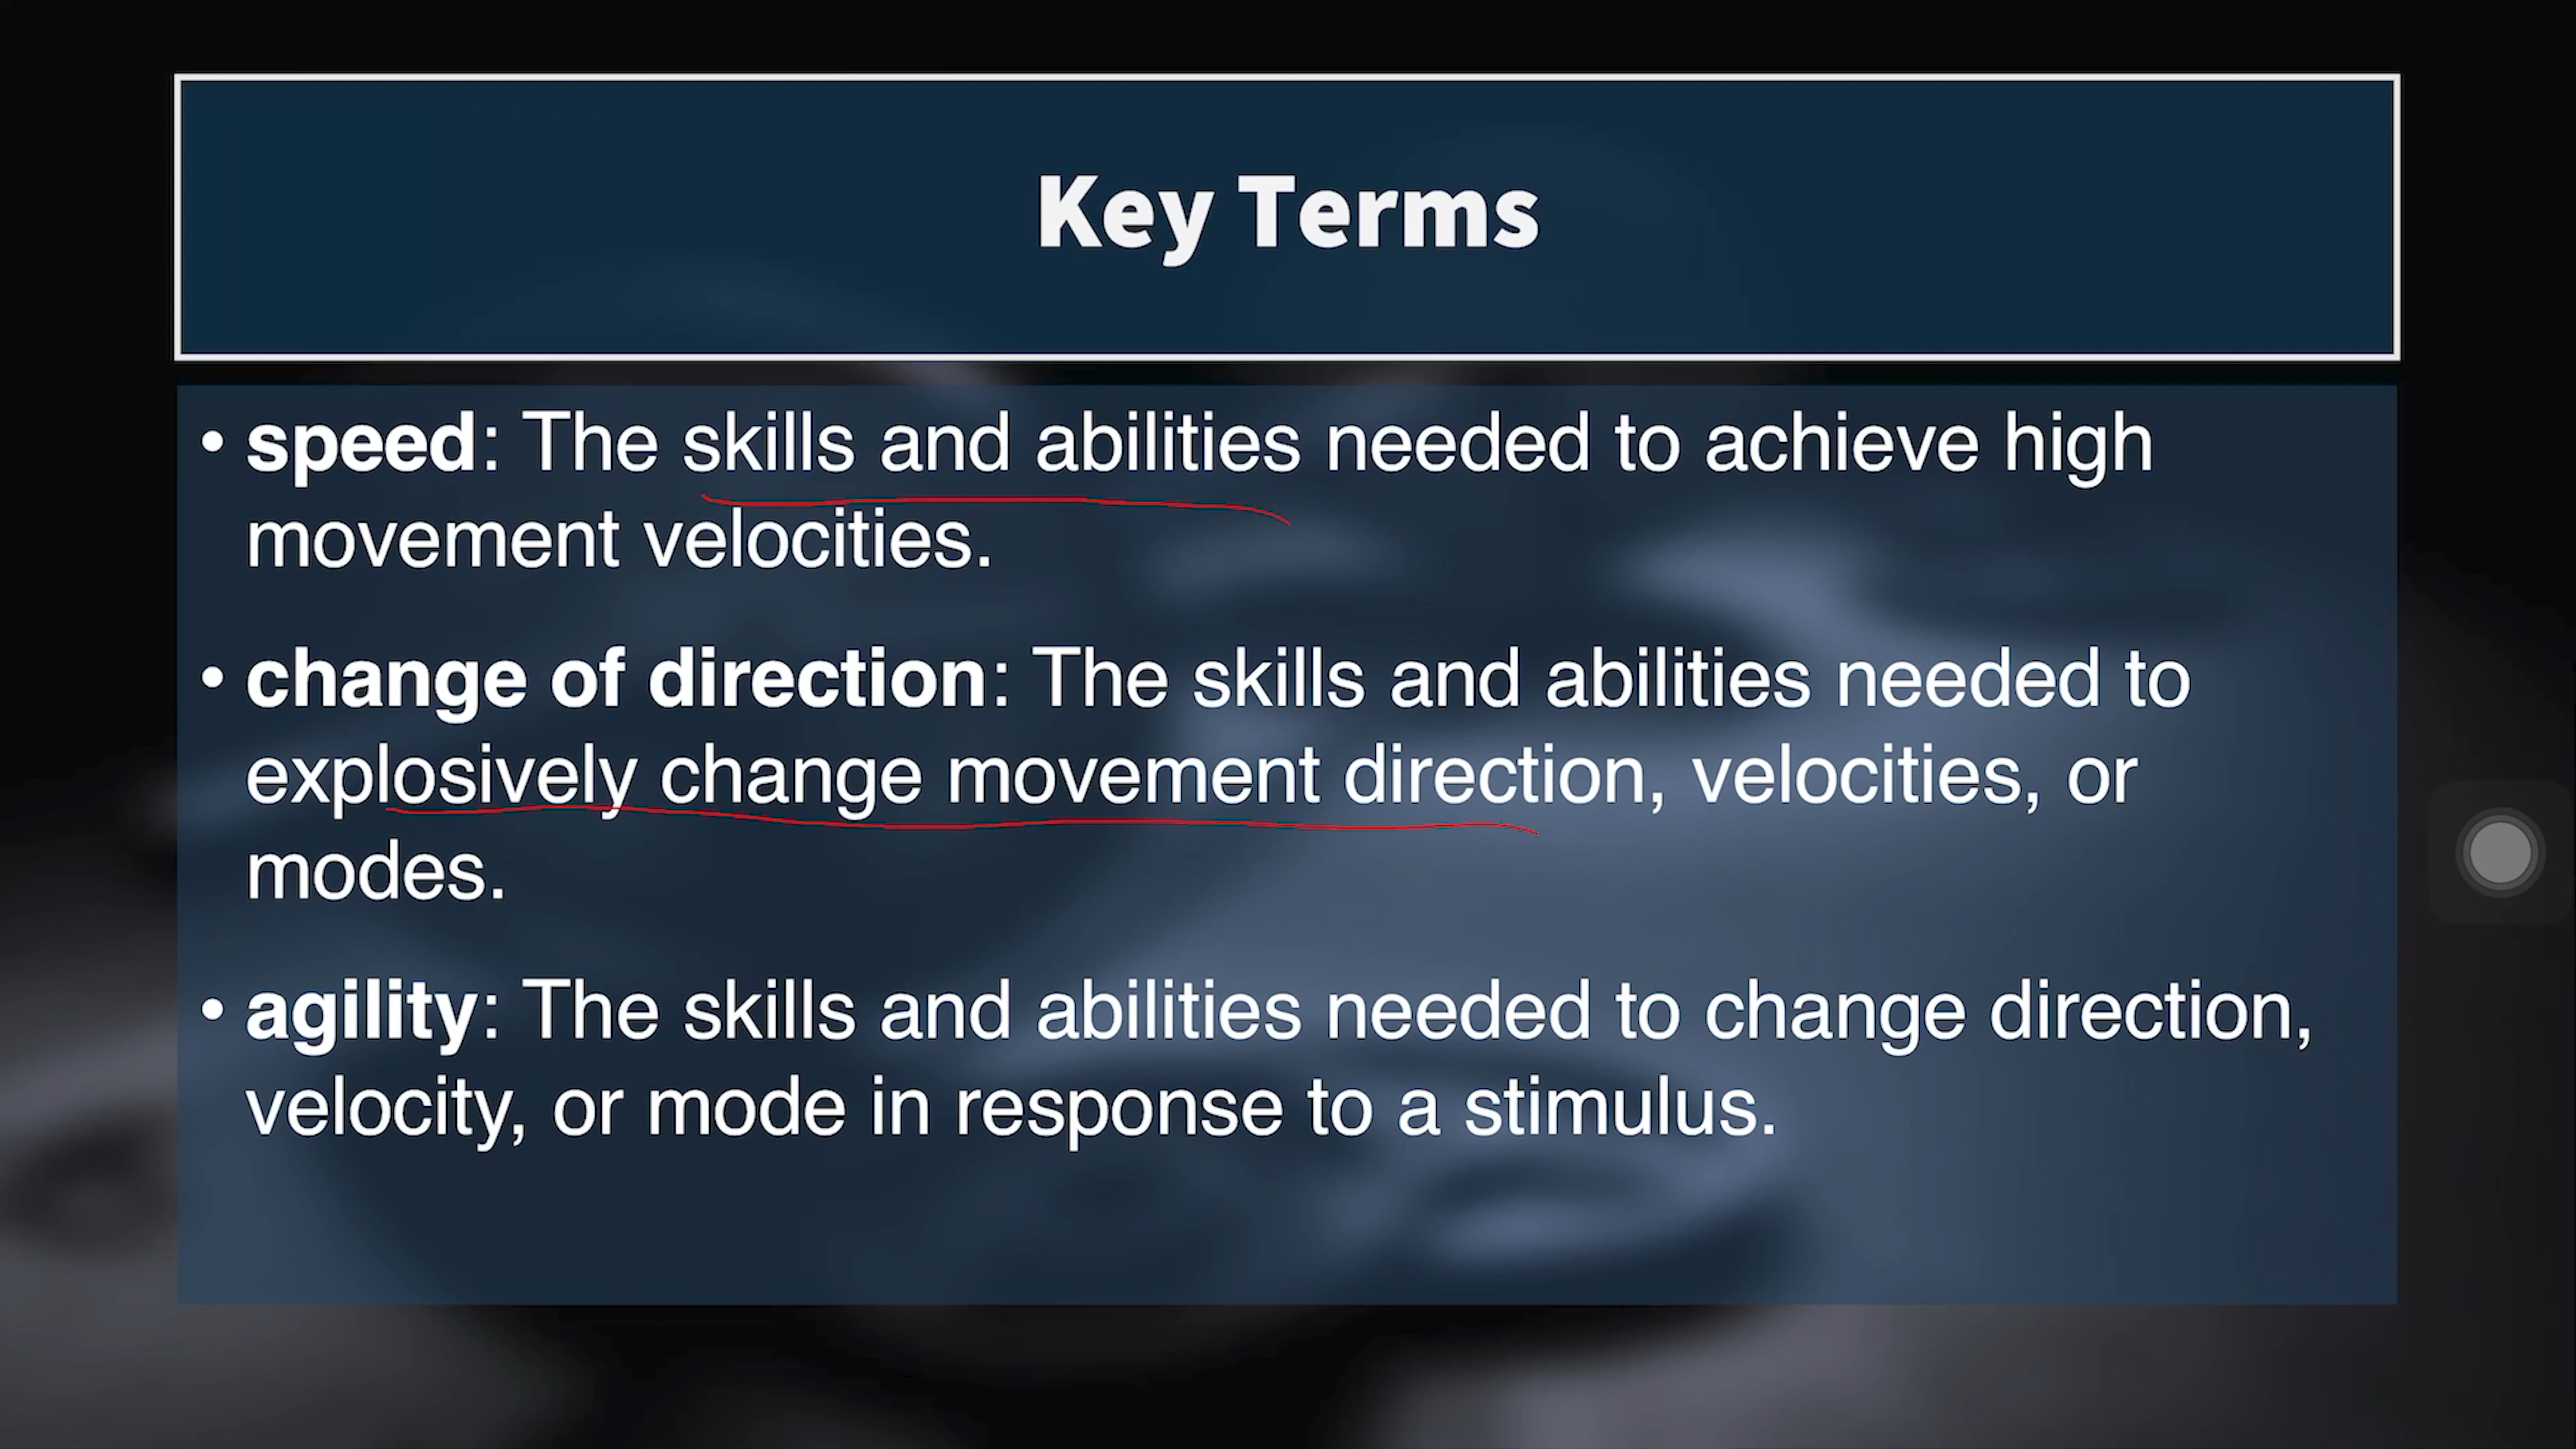 Key Terms
• speed: The skills and abilities needed to achieve high
movement velocities.
• change of direction: The skills and abilities needed to
explosively change movement direction, velocities, or
modes.
• agility: The skills and abilities needed to change direction,
velocity, or mode in response to a stimulus.